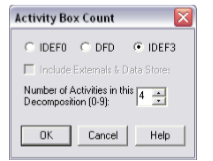 Activity Box Count
IDEF0 DFD IDEF3
Include Externals & Data Stores
Number of Activities in this
Decomposition (0-9): 4
OK Cancel Help